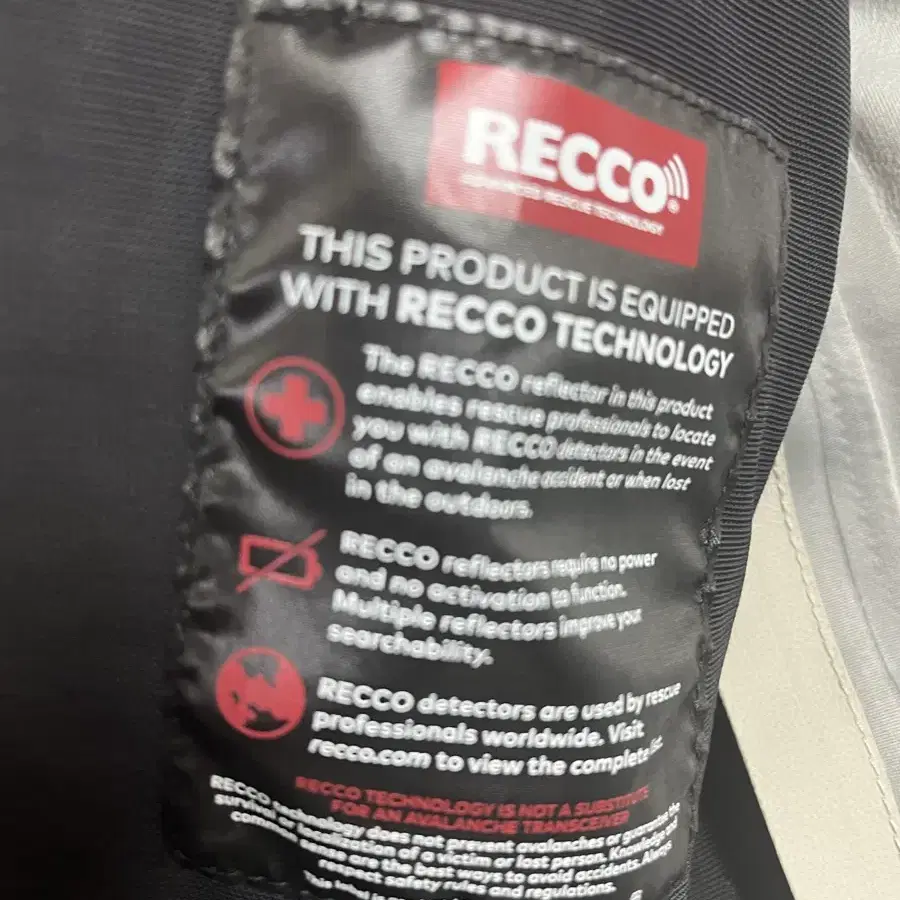 RECCO®
ADVANCED RESCUE TECHNOLOGY
THIS PRODUCT IS EQUIPPED
WITH RECCO TECHNOLOGY
The RECCO reflector in this product
enables rescue professionals to locate
you with RECCO detectors in the event
of an avalanche accident or when lost
in the outdoors.
RECCO reflectors require no power
and no activation to function.
Multiple reflectors improve your
searchability.
RECCO detectors are used by rescue
professionals worldwide. Visit
recco.com to view the complete
RECCO TECHNOLOGY IS NOT A SUBSTITUTE
FOR AN AVALANCHE TRANSCEIVER
RECCO technology does not prevent avalanches or guarantee the
survival or localization of a victim or lost person. Knowledge and
common sense are the best ways to avoid accidents. Always
respect safety rules and regulations.